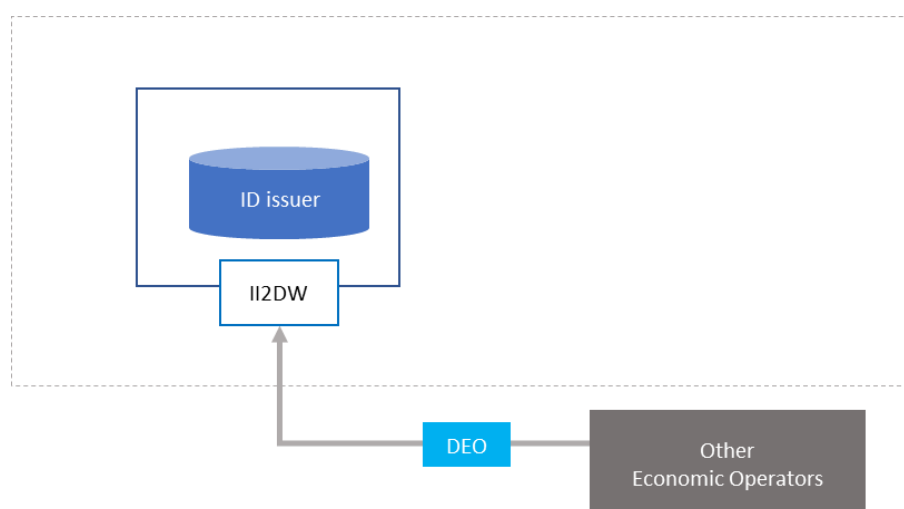 ID issuer
II2DW
DEO
Other
Economic Operators